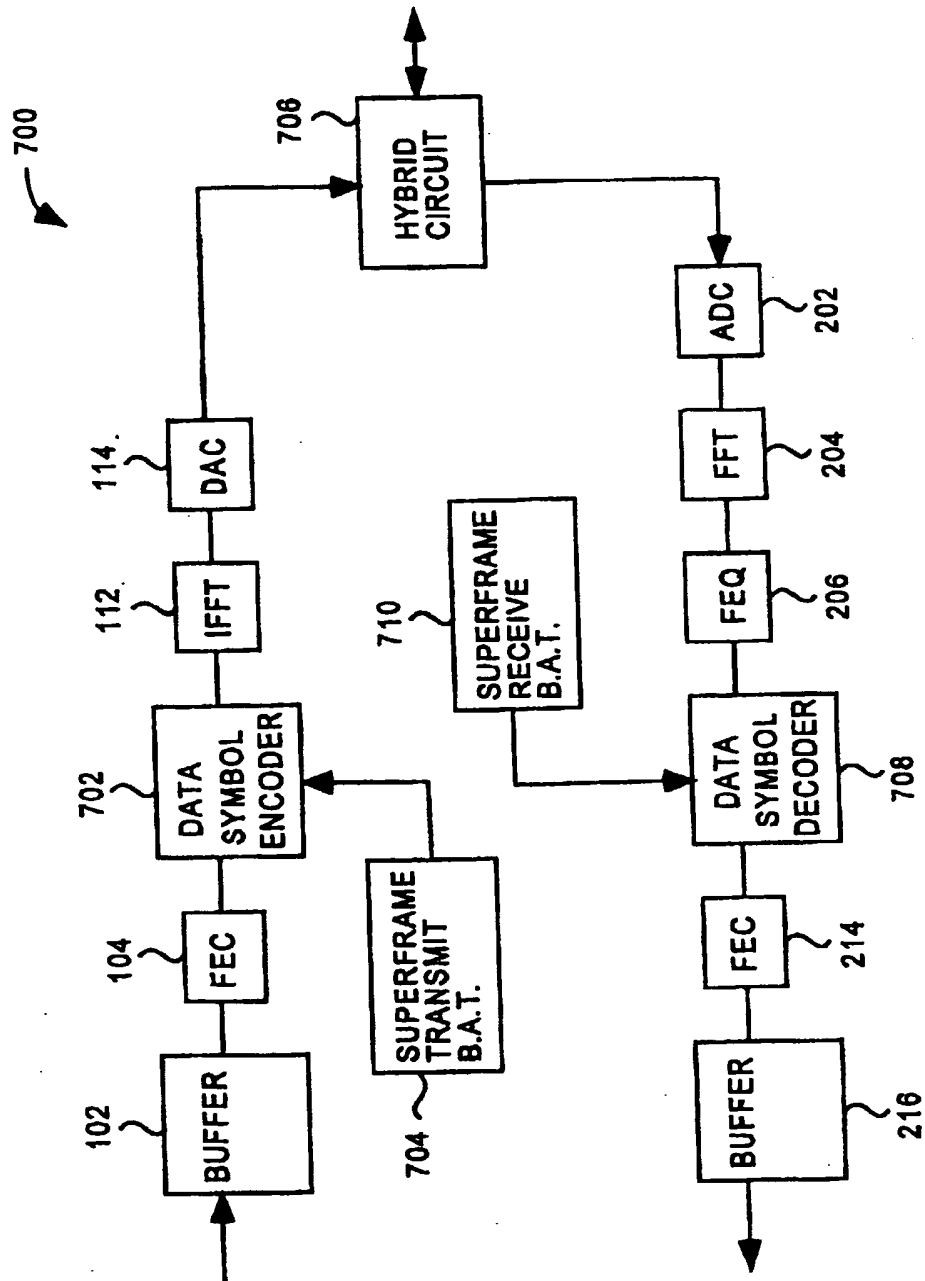 700
102
BUFFER
104
FEC
702
DATA
SYMBOL
ENCODER
112.
IFFT
114.
DAC
706
HYBRID
CIRCUIT
SUPERFRAME
TRANSMIT
B.A.T.
704
710
SUPERFRAME
RECEIVE
B.A.T.
BUFFER
216
FEC
214
DATA
SYMBOL
DECODER
708
FEQ
206
FFT
204
ADC
202